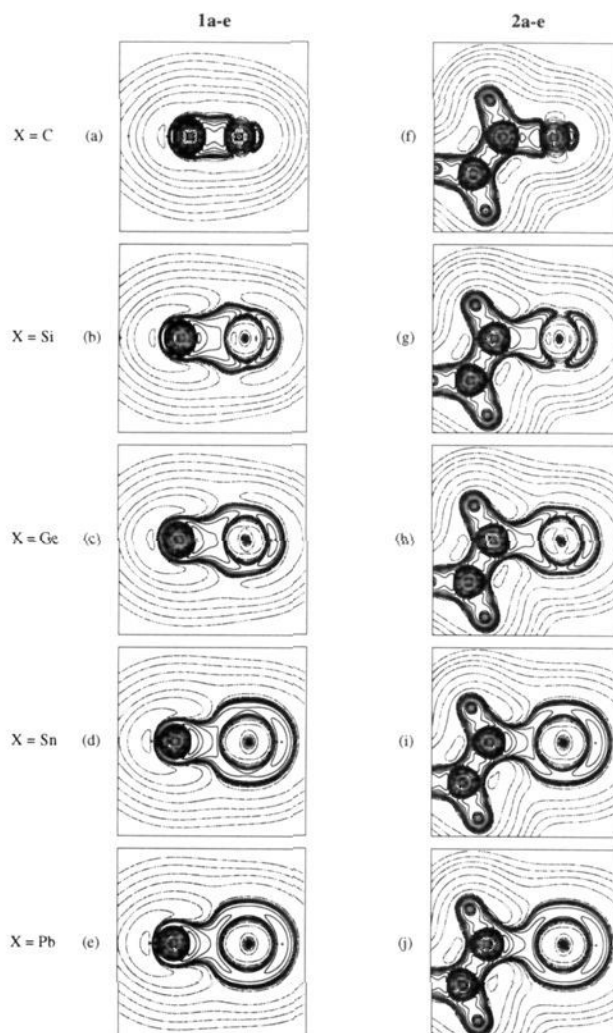 1a-e 2a-e
X = C (a) (f)
X = Si (b) (g)
X = Ge (c) (h)
X = Sn (d) (i)
X = Pb (e) (j)